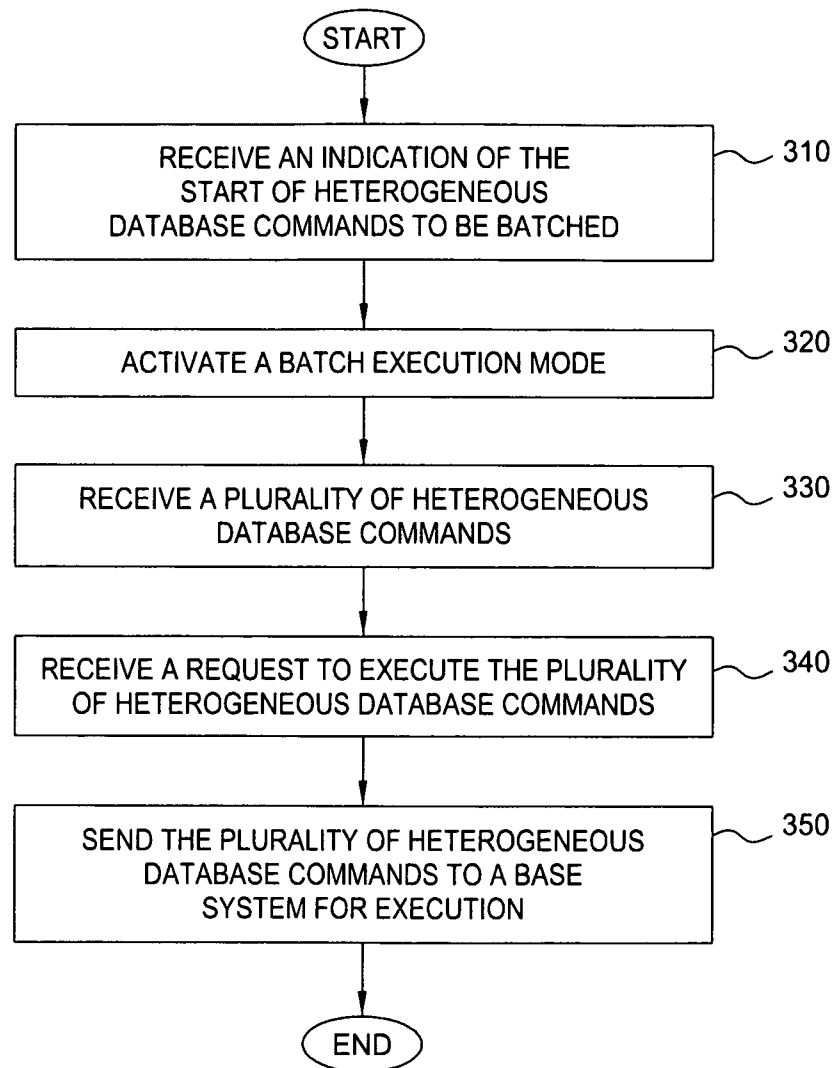 START
RECEIVE AN INDICATION OF THE
START OF HETEROGENEOUS
DATABASE COMMANDS TO BE BATCHED
310
ACTIVATE A BATCH EXECUTION MODE
320
RECEIVE A PLURALITY OF HETEROGENEOUS
DATABASE COMMANDS
330
RECEIVE A REQUEST TO EXECUTE THE PLURALITY
OF HETEROGENEOUS DATABASE COMMANDS
340
SEND THE PLURALITY OF HETEROGENEOUS
DATABASE COMMANDS TO A BASE
SYSTEM FOR EXECUTION
350
END